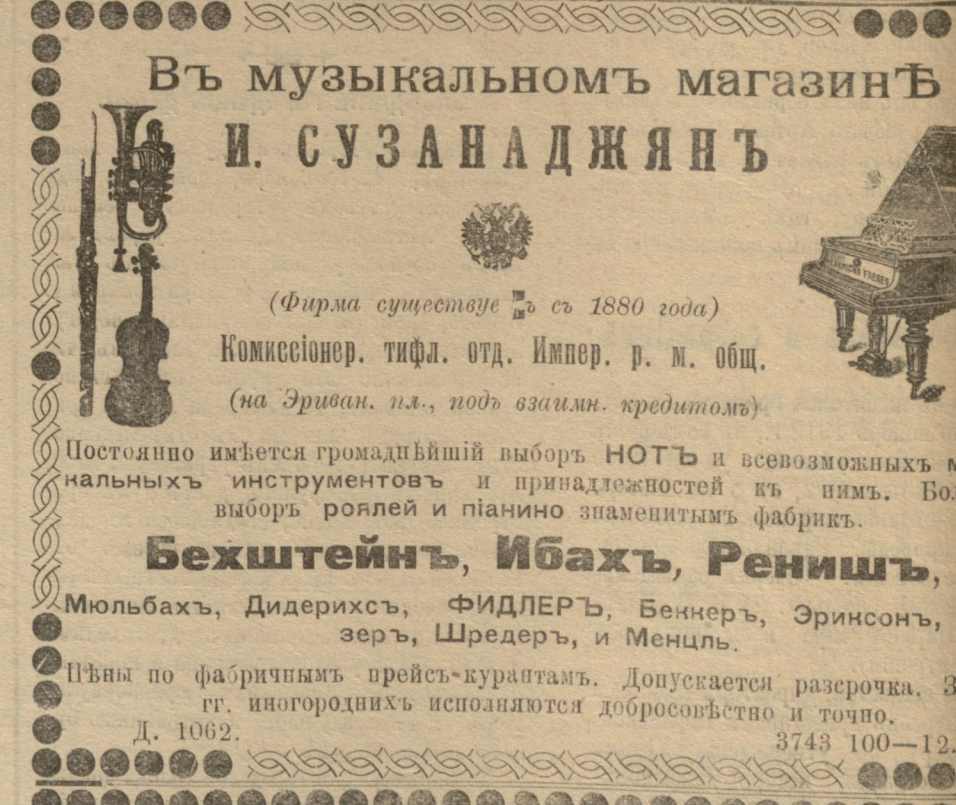 Въ музыкальномъ магазинѣ
И. СУЗАНАДЖЯНЪ
(Фирма существуе ъ съ 1880 года)
Комиссіонер. тифл. отд. Импер. р. м. общ.
(на Эриван. пл., подъ взаимн. кредитомъ)
Постоянно имѣется громаднѣйшій выборъ НОТЪ и всевозможныхъ
кальныхъ инструментовъ и принадлежностей къ нимъ. Бол
выборъ роялей и піанино знаменитымъ фабрикъ.
Бехштейнъ, Ибахъ, Ренишъ,
Мюльбахъ, Дидерихсъ, ФИДЛЕРЪ, Беккеръ, Эриксонъ,
зеръ, Шредеръ, и Менцль.
Цѣны по фабричнымъ прейсъ-курантамъ. Допускается разсрочка. З
гг. иногороднихъ исполняются добросовѣстно и точно.
Д. 1062.
3743 100—12.